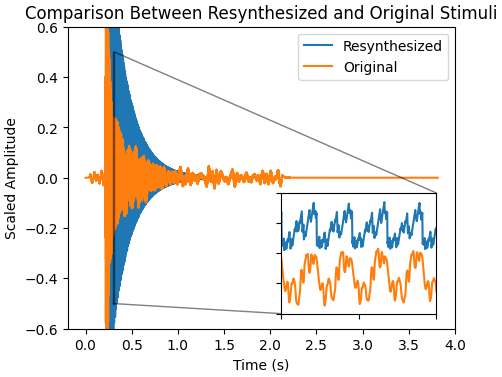 Comparison Between Resynthesized and Original Stimuli
Resynthesized
Original
Scaled Amplitude
0.6
0.4
0.2
0.0
−0.2
−0.4
−0.6
0.0 0.5 1.0 1.5 2.0 2.5 3.0 3.5 4.0
Time (s)